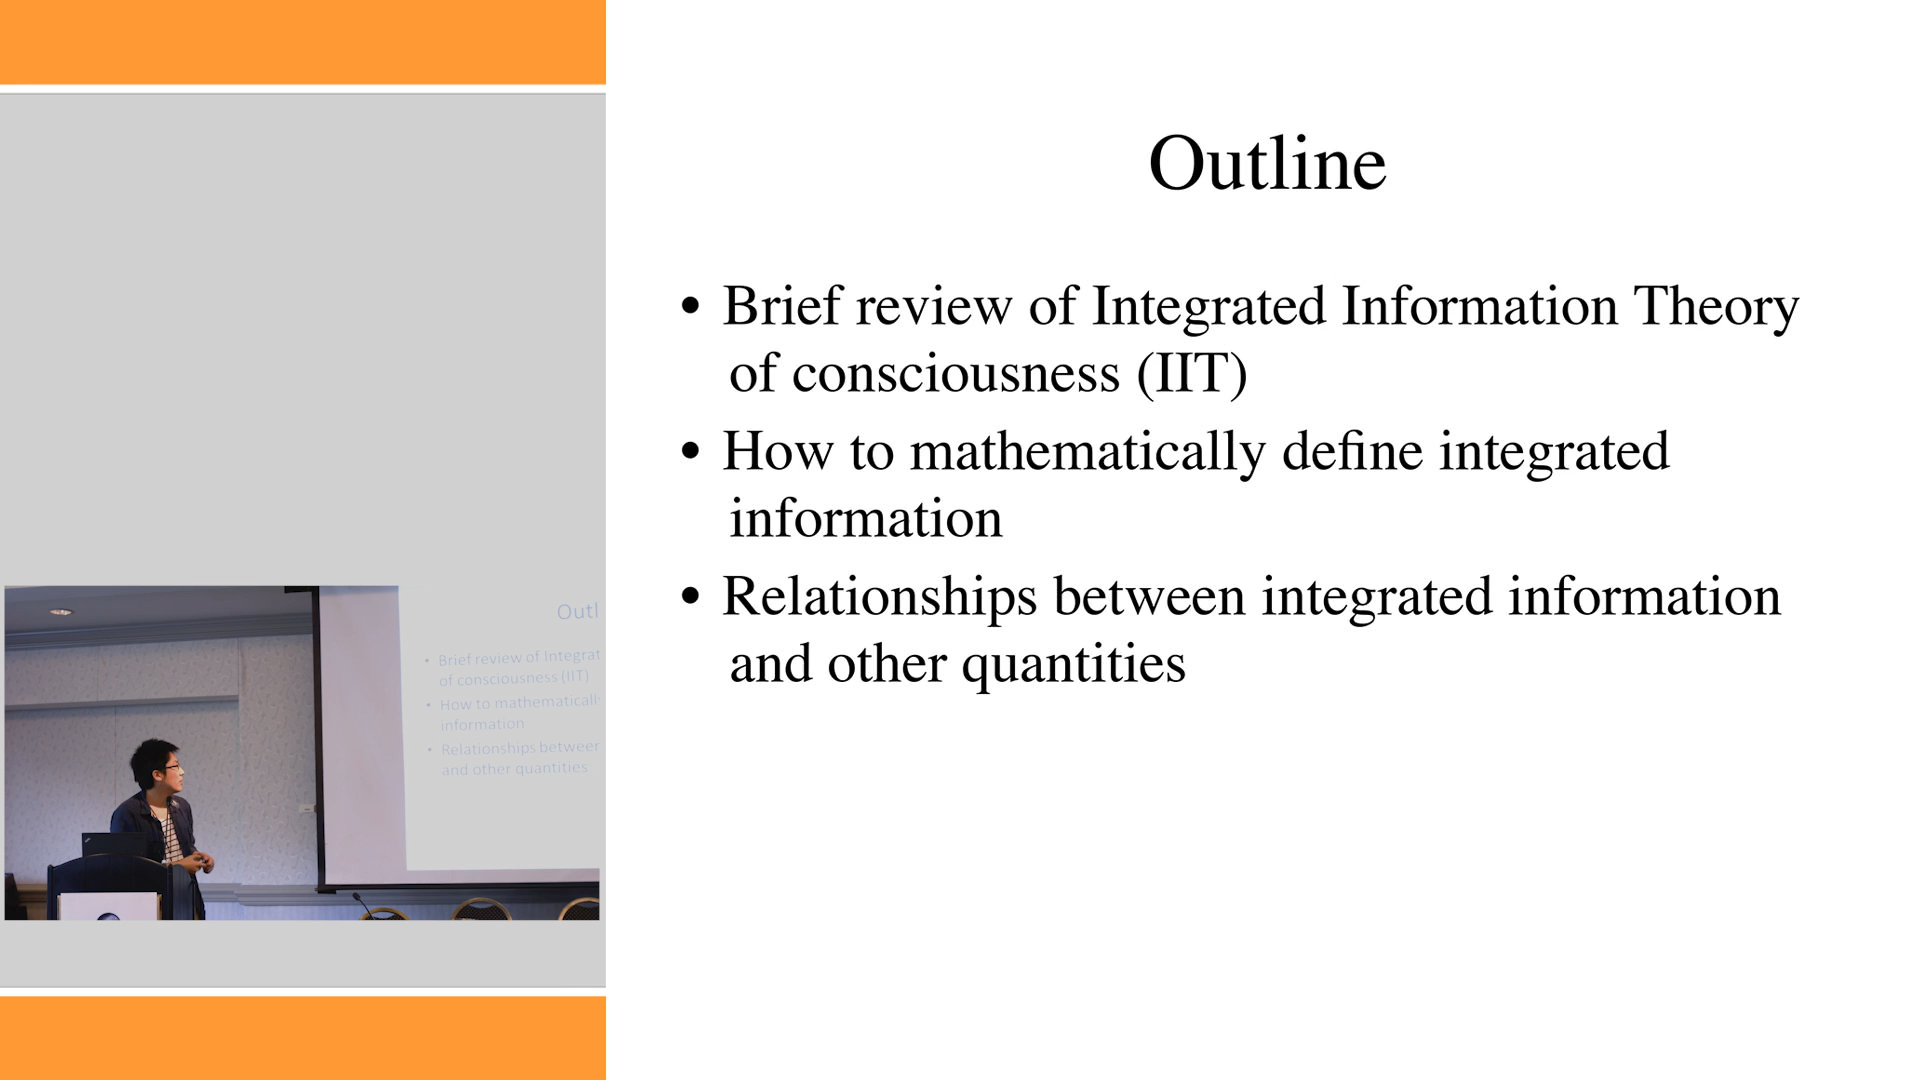 Outline
• Brief review of Integrated Information Theory
of consciousness (IIT)
• How to mathematically define integrated
information
• Relationships between integrated information
and other quantities
Outl
• Brief review of Integrat
of consciousness (IIT)
• How to mathematically
information
• Relationships between
and other quantities